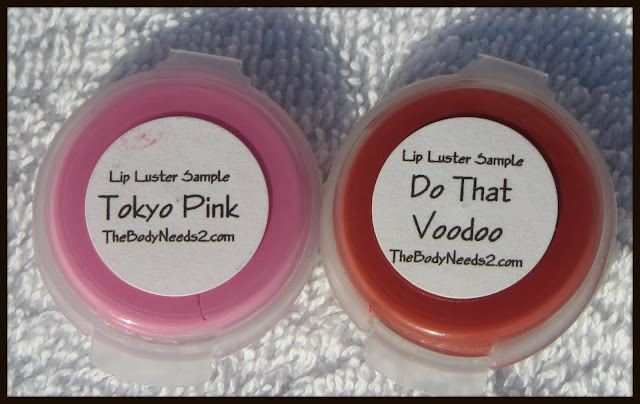 Lip Luster Sample
Tokyo Pink
TheBodyNeeds2.com
Lip Luster Sample
Do That
Voodoo
TheBodyNeeds2.com